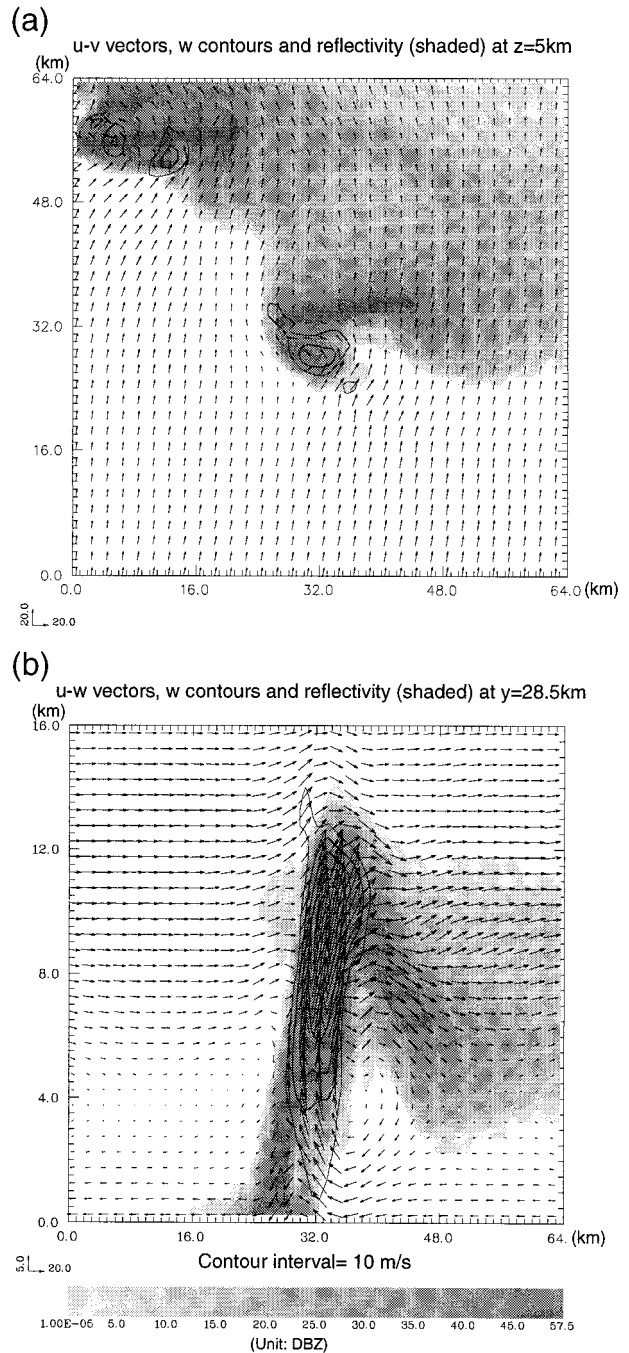 (a)
u-v vectors, w contours and reflectivity (shaded) at z=5km
(km)
64.0
48.0
32.0
16.0
0.0
0.0 16.0 32.0 48.0 64.0 (km)
20.0
20.0
(b)
u-w vectors, w contours and reflectivity (shaded) at y=28.5km
(km)
16.0
12.0
8.0
4.0
0.0
0.0 16.0 32.0 48.0 64. (km)
5.0
20.0
Contour interval= 10 m/s
1.00E-06 5.0 10.0 15.0 20.0 25.0 30.0 35.0 40.0 45.0 57.5
(Unit: DBZ)